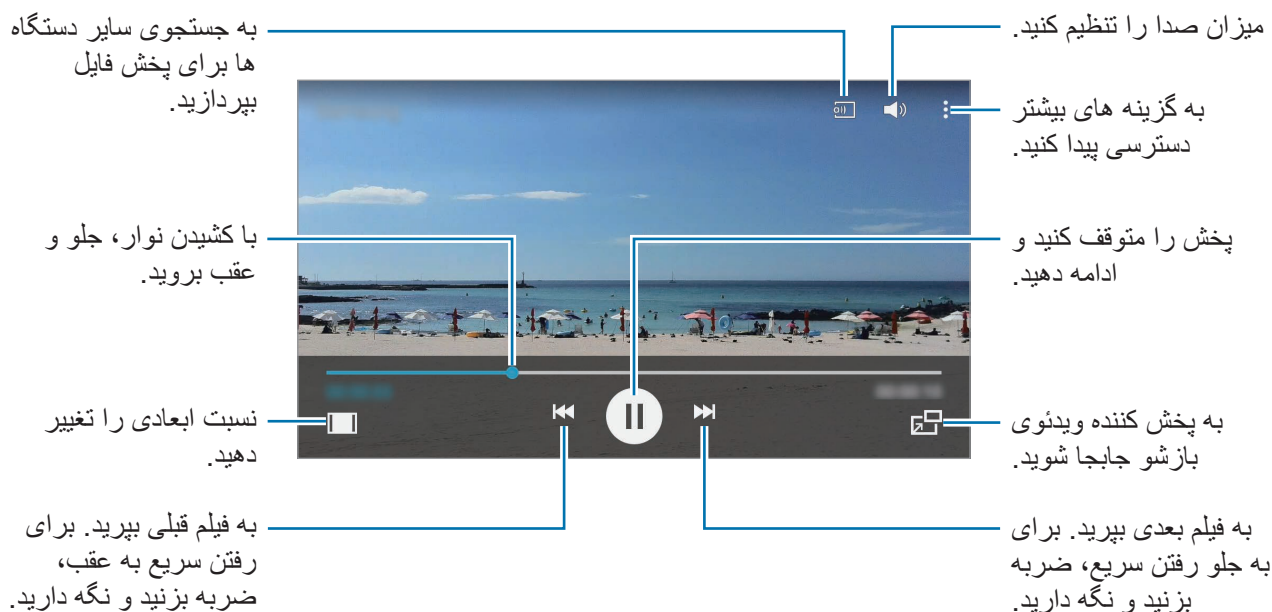 میزان صدا را تنظیم کنید.
به گزینه های بیشتر
دسترسی پیدا کنید.
پخش را متوقف کنید و
ادامه دهید.
به پخش کننده ویدئوی
بازشو جابجا شوید.
به فیلم بعدی بپرید. برای
به جلو رفتن سریع، ضربه
بزنید و نگه دارید.
به جستجوی سایر دستگاه
ها برای پخش فایل
بپردازید.
با کشیدن نوار، جلو و
عقب بروید.
نسبت ابعادی را تغییر
دهید.
به فیلم قبلی بپرید. برای
رفتن سریع به عقب،
ضربه بزنید و نگه دارید.